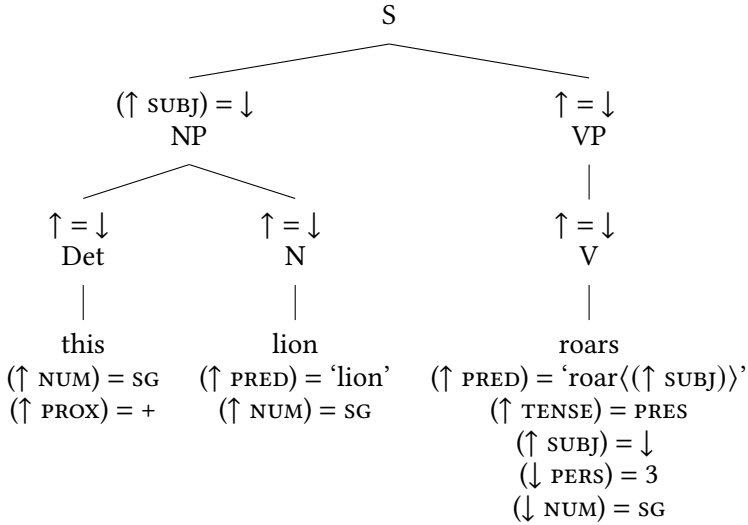 S
(↑ SUBJ) = ↓ ↑ = ↓
NP VP
↑ = ↓ ↑ = ↓ ↑ = ↓
Det N V
this lion roars
(↑ NUM) = SG (↑ PRED) = ‘lion’ (↑ PRED) = ‘roar⟨(↑ SUBJ)⟩’
(↑ PROX) = + (↑ NUM) = SG (↑ TENSE) = PRES
(↑ SUBJ) = ↓
(↓ PERS) = 3
(↓ NUM) = SG